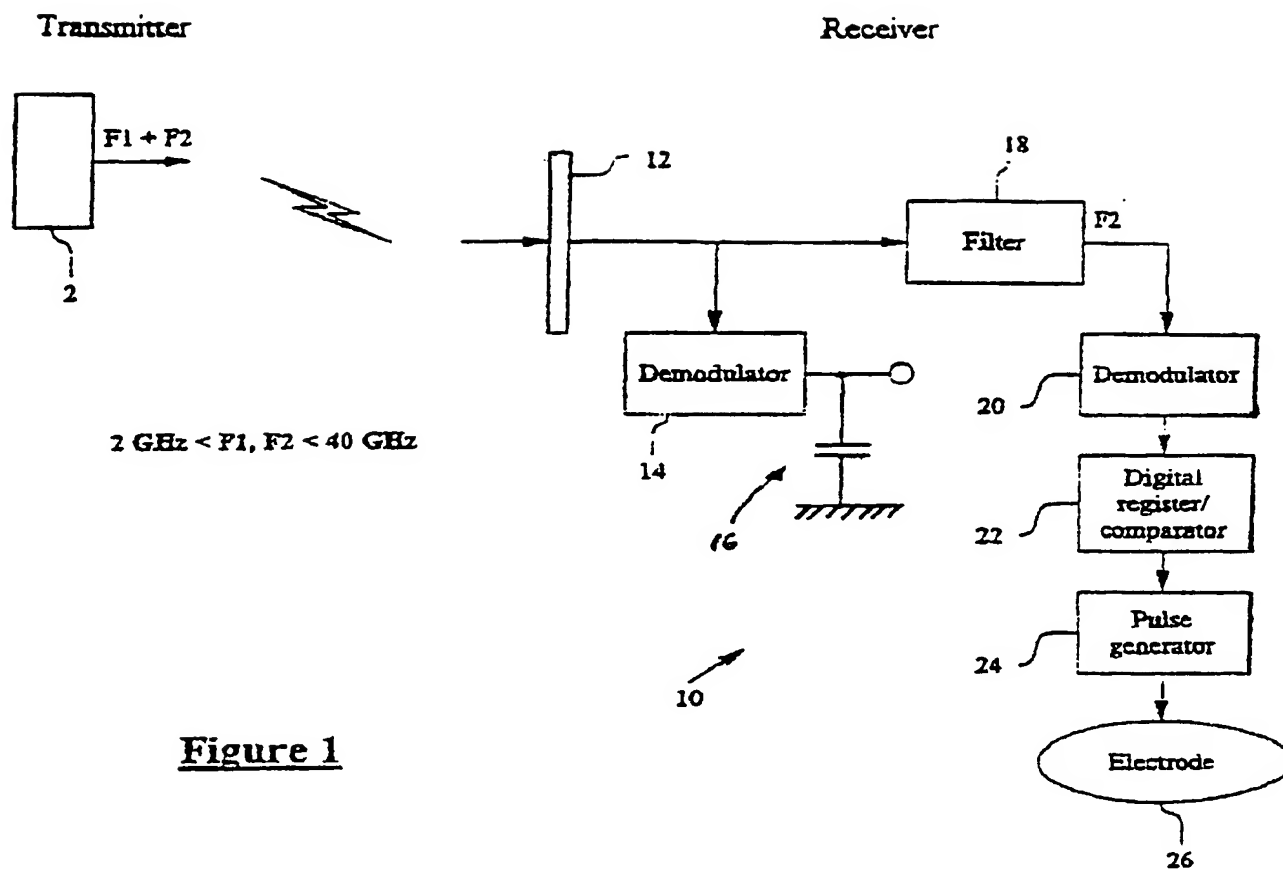 Transmitter
Receiver
F1 + F2
2
12
18
Filter
F2
Demodulator
14
16
2 GHz < F1, F2 < 40 GHz
Demodulator
20
Digital
register/
comparator
22
Pulse
generator
24
10
Electrode
26
Figure 1